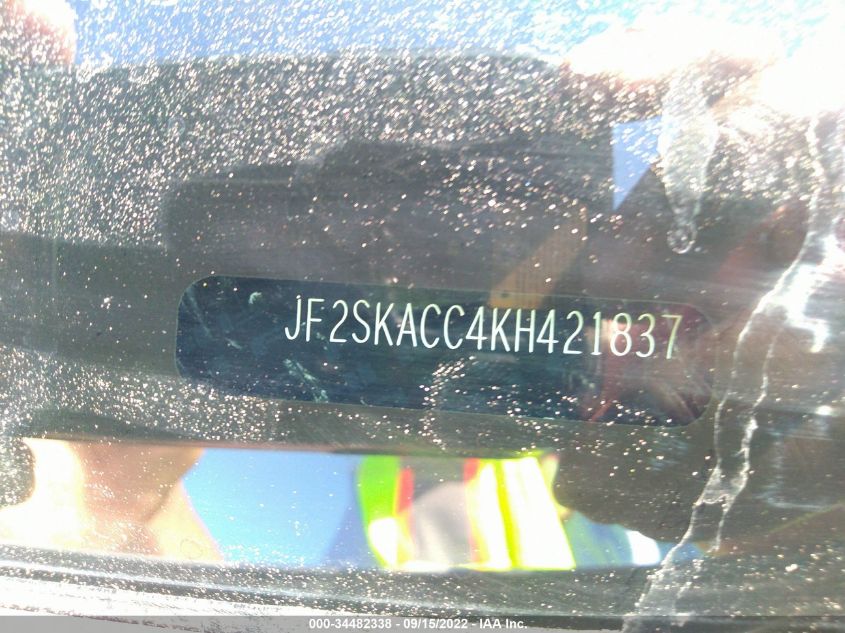 JF2SKACC4KH421837
000-34482338 - 09/15/2022 - IAA Inc.